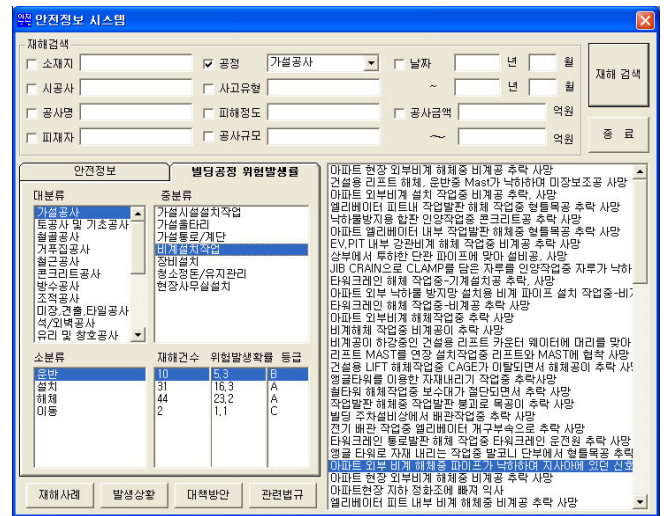 안전정보 시스템
재해검색
소재지
공정
가설공사
날짜
년
월
재해 검색
시공사
사고유형
~
년
월
공사명
피해정도
공사금액
억원
피재자
공사규모
~
억원
종 료
안전정보
빌딩공정 위험발생률
대분류
중분류
가설공사
토공사 및 기초공사
철골공사
거푸집공사
철근공사
콘크리트공사
방수공사
조적공사
미장,견출,타일공사
석/외벽공사
유리 및 창호공사
가설시설설치작업
가설울타리
가설통로/계단
비계설치작업
장비설치
청소정돈/유지관리
현장사무실설치
소분류
재해건수 위험발생확률 등급
운반 10 5,3 B
설치 31 16,3 A
해체 44 23,2 A
이동 2 1,1 C
재해사례
발생상황
대책방안
관련법규
아파트 현장 외부비계 해체중 비계공 추락 사망
건설용 리프트 해체, 운반중 Mast가 낙하하여 미장보조공 사망
아파트 외부비계 설치 작업중 비계공 추락, 사망
엘리베이터 피트내 작업발판 해체 작업중 형틀목공 추락
낙하물방지용 합판 인양작업중 콘크리트공 추락 사망
아파트 엘리베이터 내부 작업발판 해체중 형틀목공 추락 사망
EV,PIT 내부 강관비계 해체 작업중 비계공 추락 사망
상부에서 투하한 단관 파이프에 맞아 설비공, 사망
JIB CRAIN으로 CLAMP를 담은 자루를 인양작업중 자루가 낙하
타워크레인 해체 작업중-기계설치공 추락, 사망
아파트 외부 낙하물 방지망 설치용 비계 파이프 설치 작업중-비
타워크레인 해체 작업중-비계공 추락 사망
아파트 외부비계 해체작업중 추락 사망
비계해체 작업중 비계공이 추락 사망
비계공이 하강중인 건설용 리프트 카운터 웨이터에 머리를 맞아
리프트 MAST를 연장 설치작업중 리프트와 MAST에 협착 사망
건설용 LIFT 해체작업중 CAGE가 이탈되면서 해체공이 추락 사
앵글타워를 이용한 자재내리기 작업중 추락사망
철타워 해체작업중 보수대가 절단되면서 추락 사망
작업발판 해체중 작업발판 붕괴로 목공이 추락 사망
빌딩 주차설비상에서 배관작업중 추락 사망
전기 배관 작업중 엘리베이터 개구부속으로 추락 사망
타워크레인 통로발판 해체 작업중 타워크레인 운전원 추락 사망
앵글 타워로 자재 내리는 작업중 발코니 단부에서 형틀목공 추락
아파트 외부 비계 해체중 파이프가 낙하하여 지사아에 있던 신호
아파트 현장 외부비계 해체중 비계공 추락 사망
아파트현장 지하 정화조에 빠져 익사
엘리베이터 피트 내부 비계 해체중 비계공 추락 사망